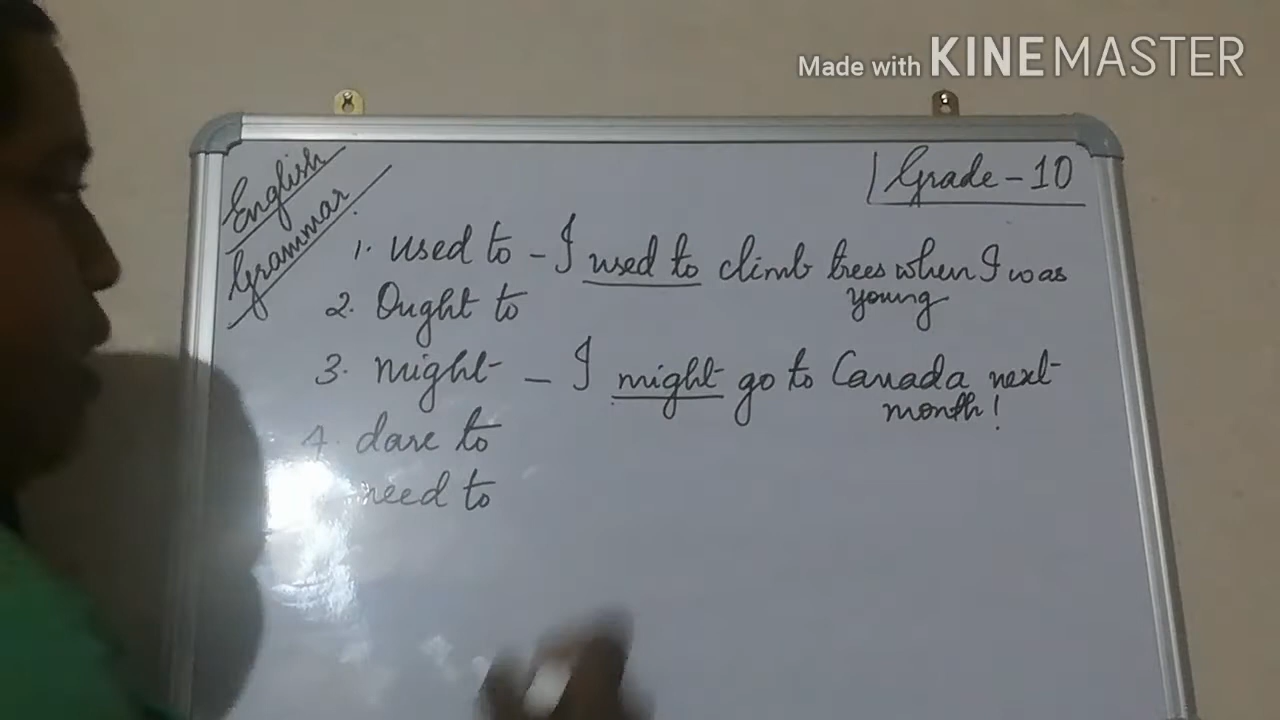 Made with KINEMASTER
English
Grammar
Grade - 10
1. used to - I used to climb trees when I was
young
2. Ought to
3. might - I might go to Canada next
month!
4. dare to
need to